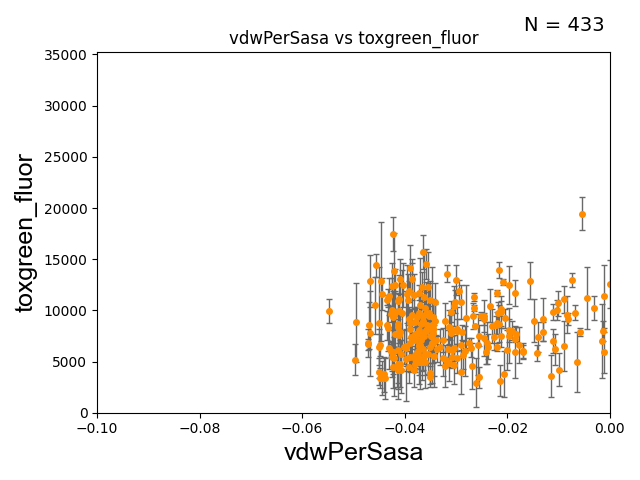 N = 433
vdwPerSasa vs toxgreen_fluor
35000
30000
25000
20000
15000
10000
5000
0
toxgreen_fluor
−0.10 −0.08 −0.06 −0.04 −0.02 0.00
vdwPerSasa